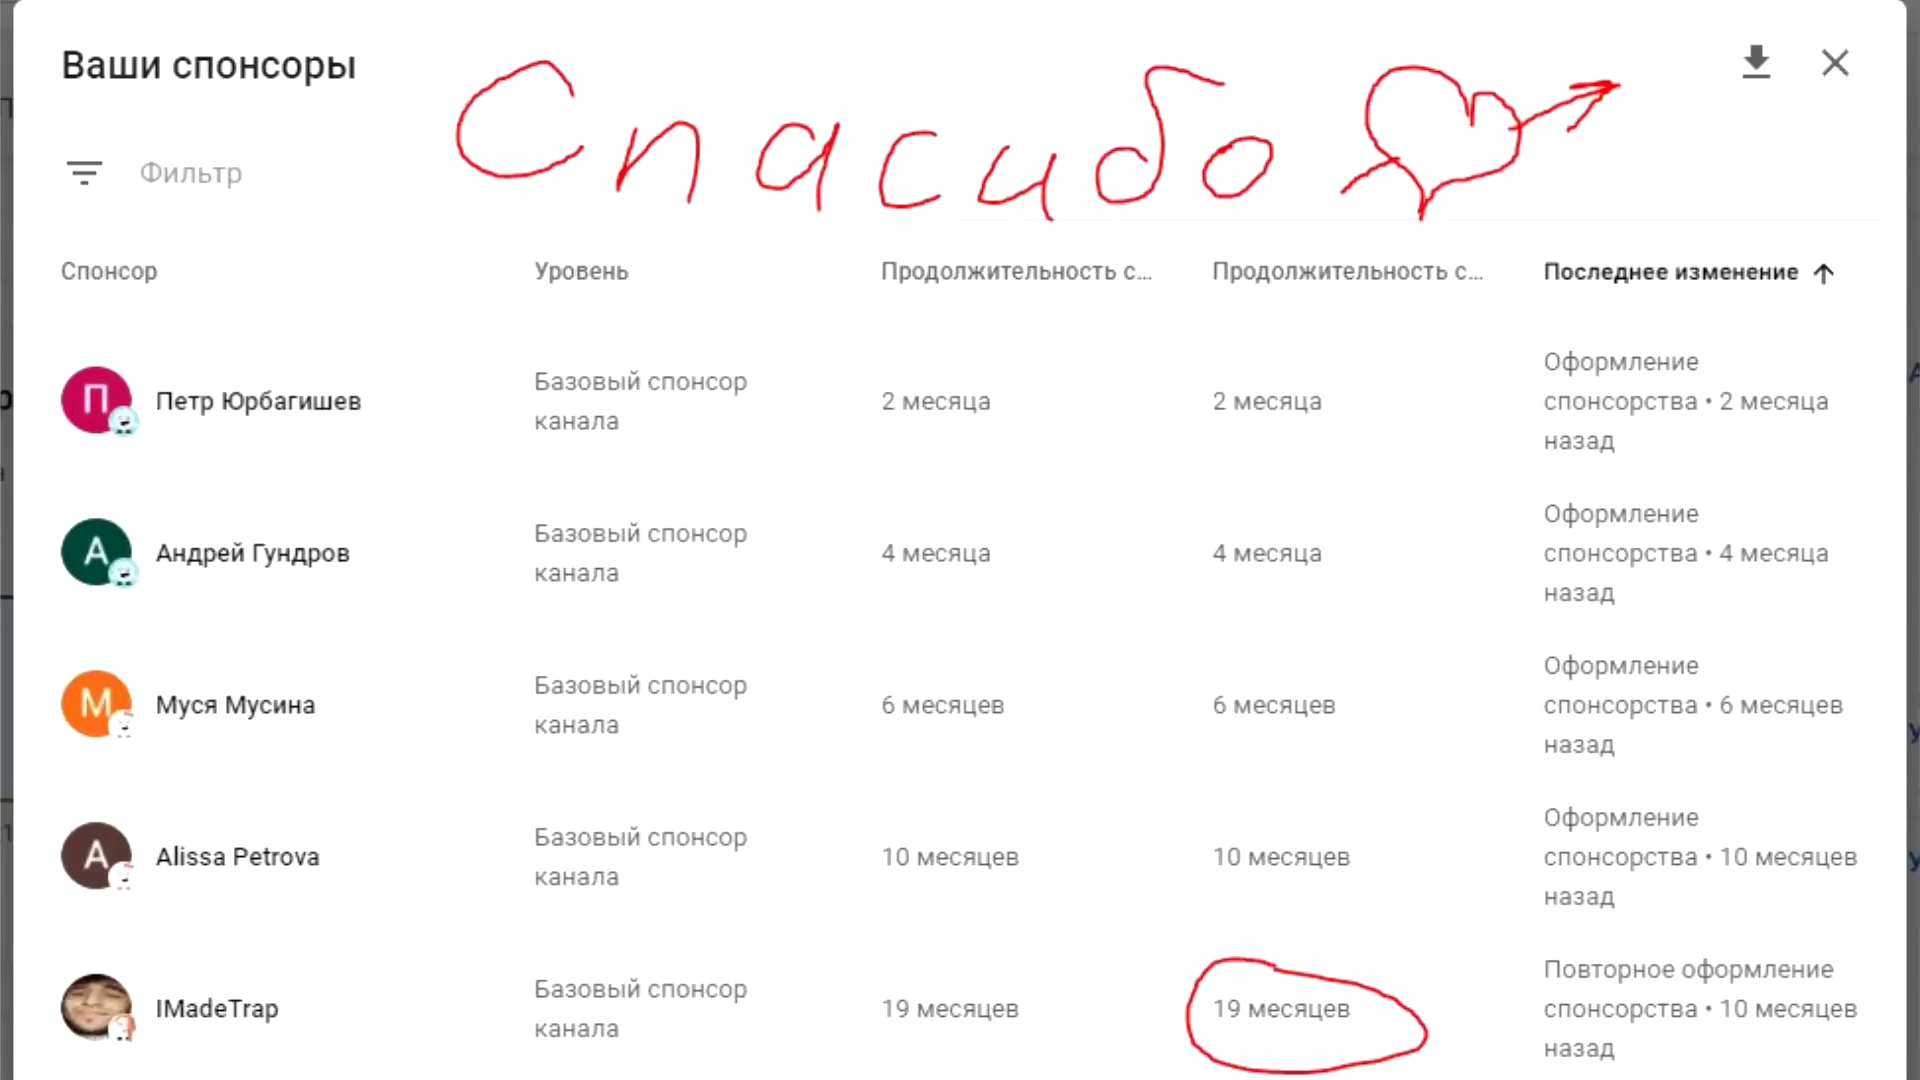 Ваши спонсоры
Спасибо
Фильтр
Спонсор Уровень Продолжительность с... Продолжительность с... Последнее изменение
П Петр Юрбагишев Базовый спонсор канала 2 месяца 2 месяца Оформление спонсорства • 2 месяца назад
А Андрей Гундров Базовый спонсор канала 4 месяца 4 месяца Оформление спонсорства • 4 месяца назад
М Муся Мусина Базовый спонсор канала 6 месяцев 6 месяцев Оформление спонсорства • 6 месяцев назад
A Alissa Petrova Базовый спонсор канала 10 месяцев 10 месяцев Оформление спонсорства • 10 месяцев назад
IMadeTrap Базовый спонсор канала 19 месяцев 19 месяцев Повторное оформление спонсорства • 10 месяцев назад